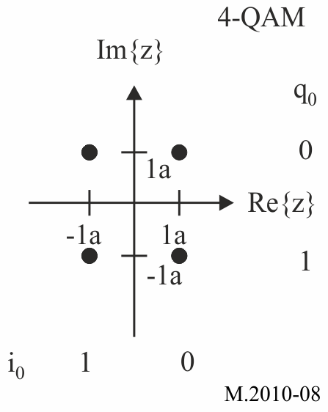 4-QAM
Im{z}
q₀
0
1a
Re{z}
-1a 1a
1
-1a
i₀ 1 0
M.2010-08